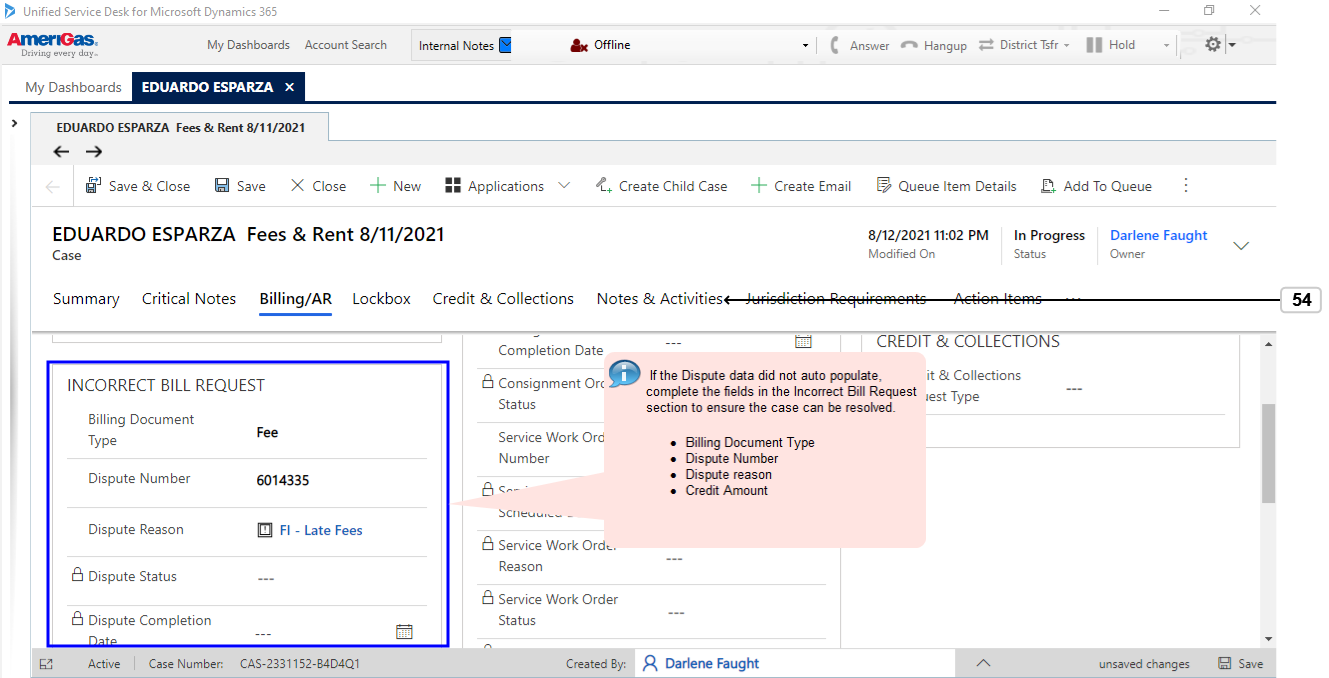 Unified Service Desk for Microsoft Dynamics 365
AmeriGas
Driving every day
My Dashboards Account Search Internal Notes Offline Answer Hangup District Tsfr Hold
My Dashboards EDUARDO ESPARZA
EDUARDO ESPARZA Fees & Rent 8/11/2021
Save & Close Save Close New Applications Create Child Case Create Email Queue Item Details Add To Queue
EDUARDO ESPARZA Fees & Rent 8/11/2021
Case
8/12/2021 11:02 PM
Modified On
In Progress
Status
Darlene Faught
Owner
Summary Critical Notes Billing/AR Lockbox Credit & Collections Notes & Activities Jurisdiction Requirements Action Items ...
54
INCORRECT BILL REQUEST
Billing Document
Type
Fee
Dispute Number
6014335
Dispute Reason
FI - Late Fees
Dispute Status
---
Dispute Completion
Date
---
Completion Date
---
Consignment
Status
Service Work
Number
Service Work Order
Reason
---
Service Work Order
Status
---
CREDIT & COLLECTIONS
& Collections
Type
---
If the Dispute data did not auto populate,
complete the fields in the Incorrect Bill Request
section to ensure the case can be resolved.
• Billing Document Type
• Dispute Number
• Dispute reason
• Credit Amount
Active Case Number: CAS-2331152-B4D4Q1 Created By: Darlene Faught unsaved changes Save